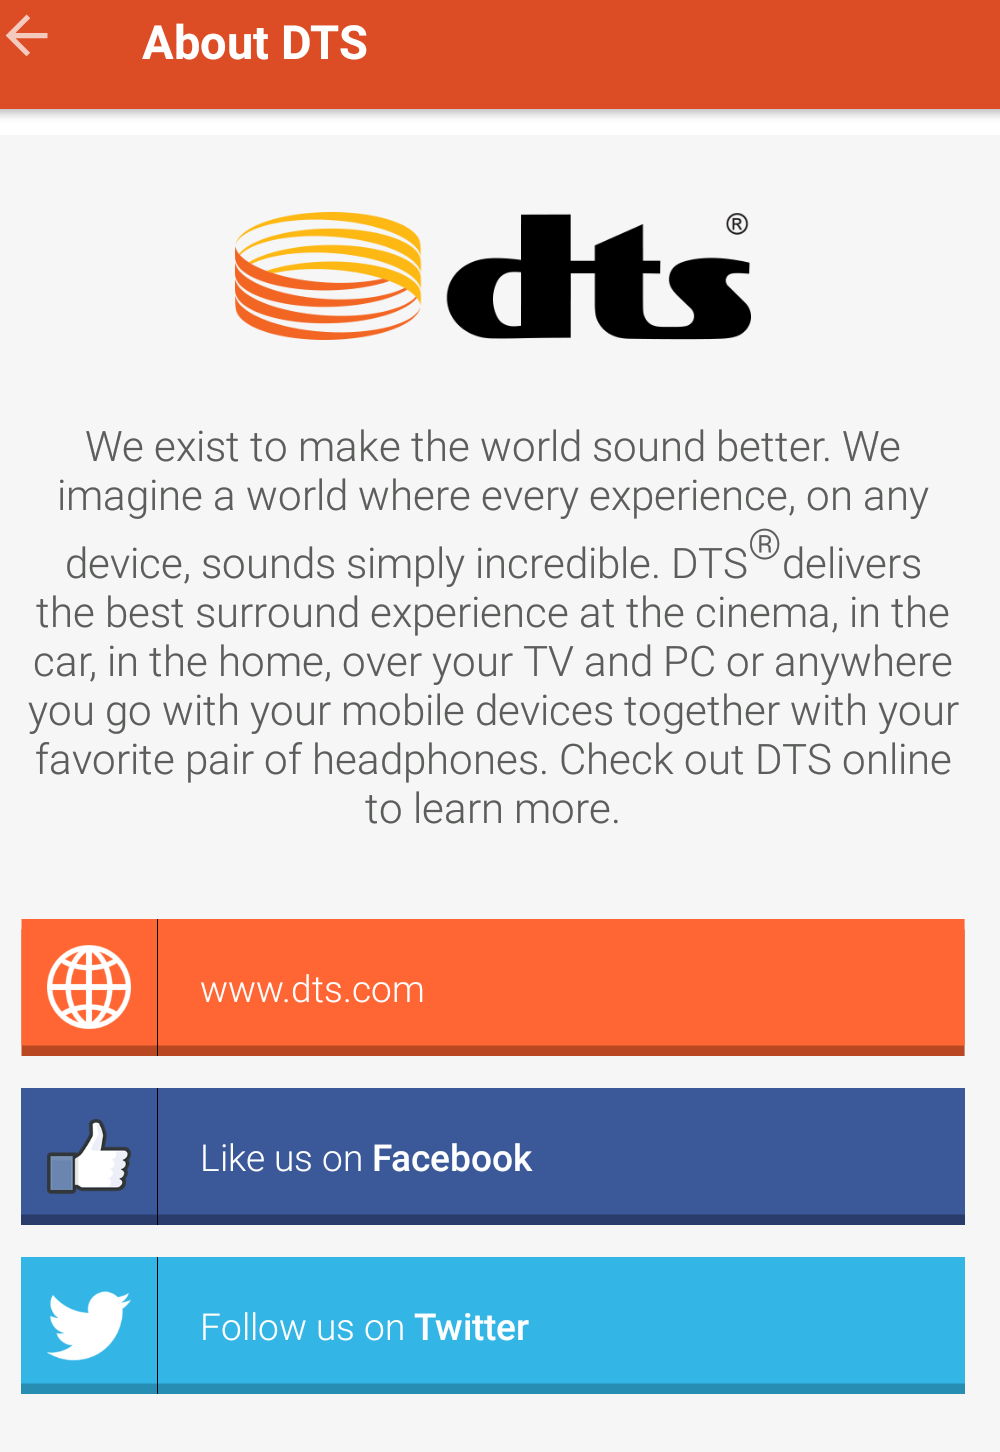 About DTS
dts®
We exist to make the world sound better. We
imagine a world where every experience, on any
device, sounds simply incredible. DTS® delivers
the best surround experience at the cinema, in the
car, in the home, over your TV and PC or anywhere
you go with your mobile devices together with your
favorite pair of headphones. Check out DTS online
to learn more.
www.dts.com
Like us on Facebook
Follow us on Twitter